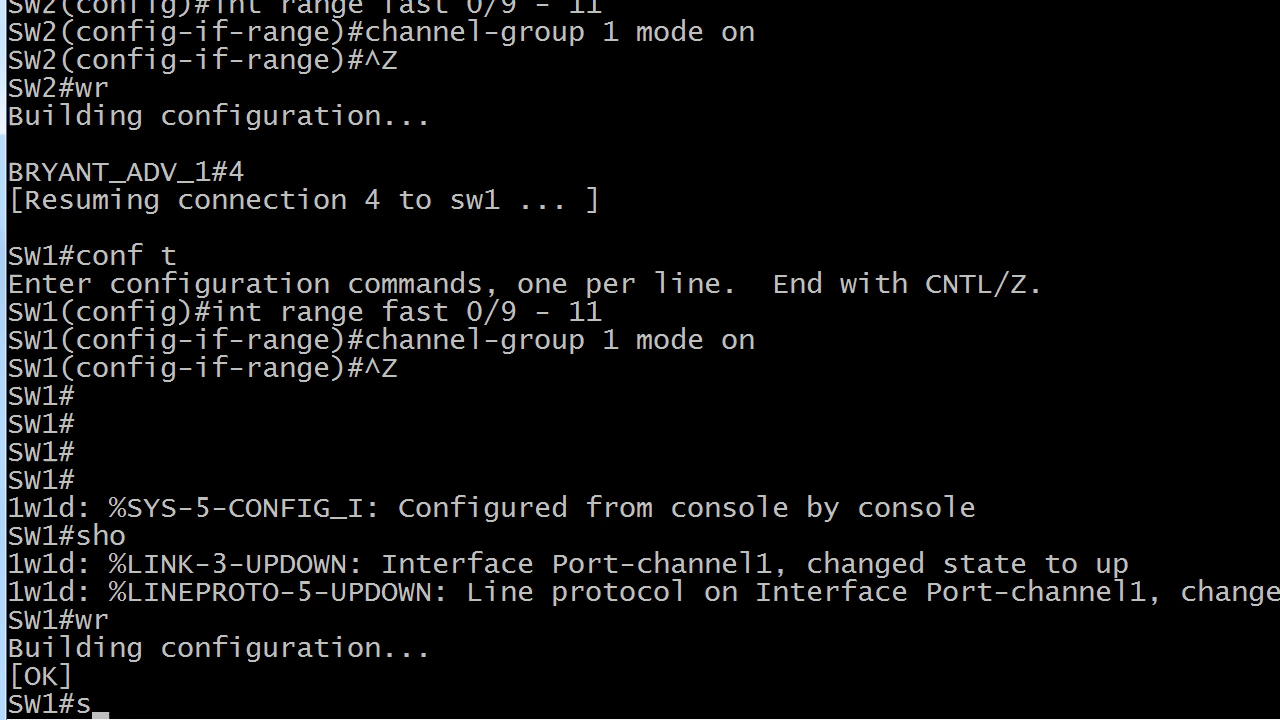 SW2(config)#int range fast 0/9 - 11
SW2(config-if-range)#channel-group 1 mode on
SW2(config-if-range)#^Z
SW2#wr
Building configuration...
BRYANT_ADV_1#4
[Resuming connection 4 to sw1 ... ]
SW1#conf t
Enter configuration commands, one per line.  End with CNTL/Z.
SW1(config)#int range fast 0/9 - 11
SW1(config-if-range)#channel-group 1 mode on
SW1(config-if-range)#^Z
SW1#
SW1#
SW1#
SW1#
1w1d: %SYS-5-CONFIG_I: Configured from console by console
SW1#sho
1w1d: %LINK-3-UPDOWN: Interface Port-channel1, changed state to up
1w1d: %LINEPROTO-5-UPDOWN: Line protocol on Interface Port-channel1, change
SW1#wr
Building configuration...
[OK]
SW1#s